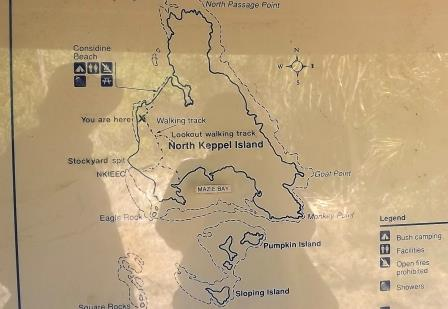 North Passage Point
Considine
Beach
N
W
S
You are here
X
Walking track
Lookout walking track
North Keppel Island
Stockyard spit
NKIEEC
Goat Point
MAZIE BAY
Eagle Rock
Monkey Point
Legend
Bush camping
Pumpkin Island
Facilities
Open fires
prohibited
Showers
Sloping Island
Square Rocks